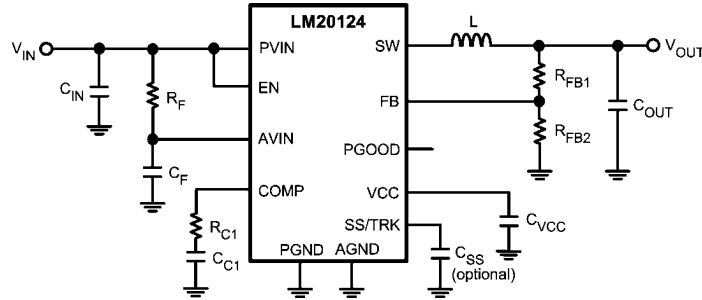 LM20124
VIN
PVIN
SW
L
VOUT
CIN
RF
EN
RFB1
FB
COUT
AVIN
RFB2
CF
PGOOD
COMP
VCC
RC1
SS/TRK
CVCC
CC1
PGND
AGND
CSS
(optional)